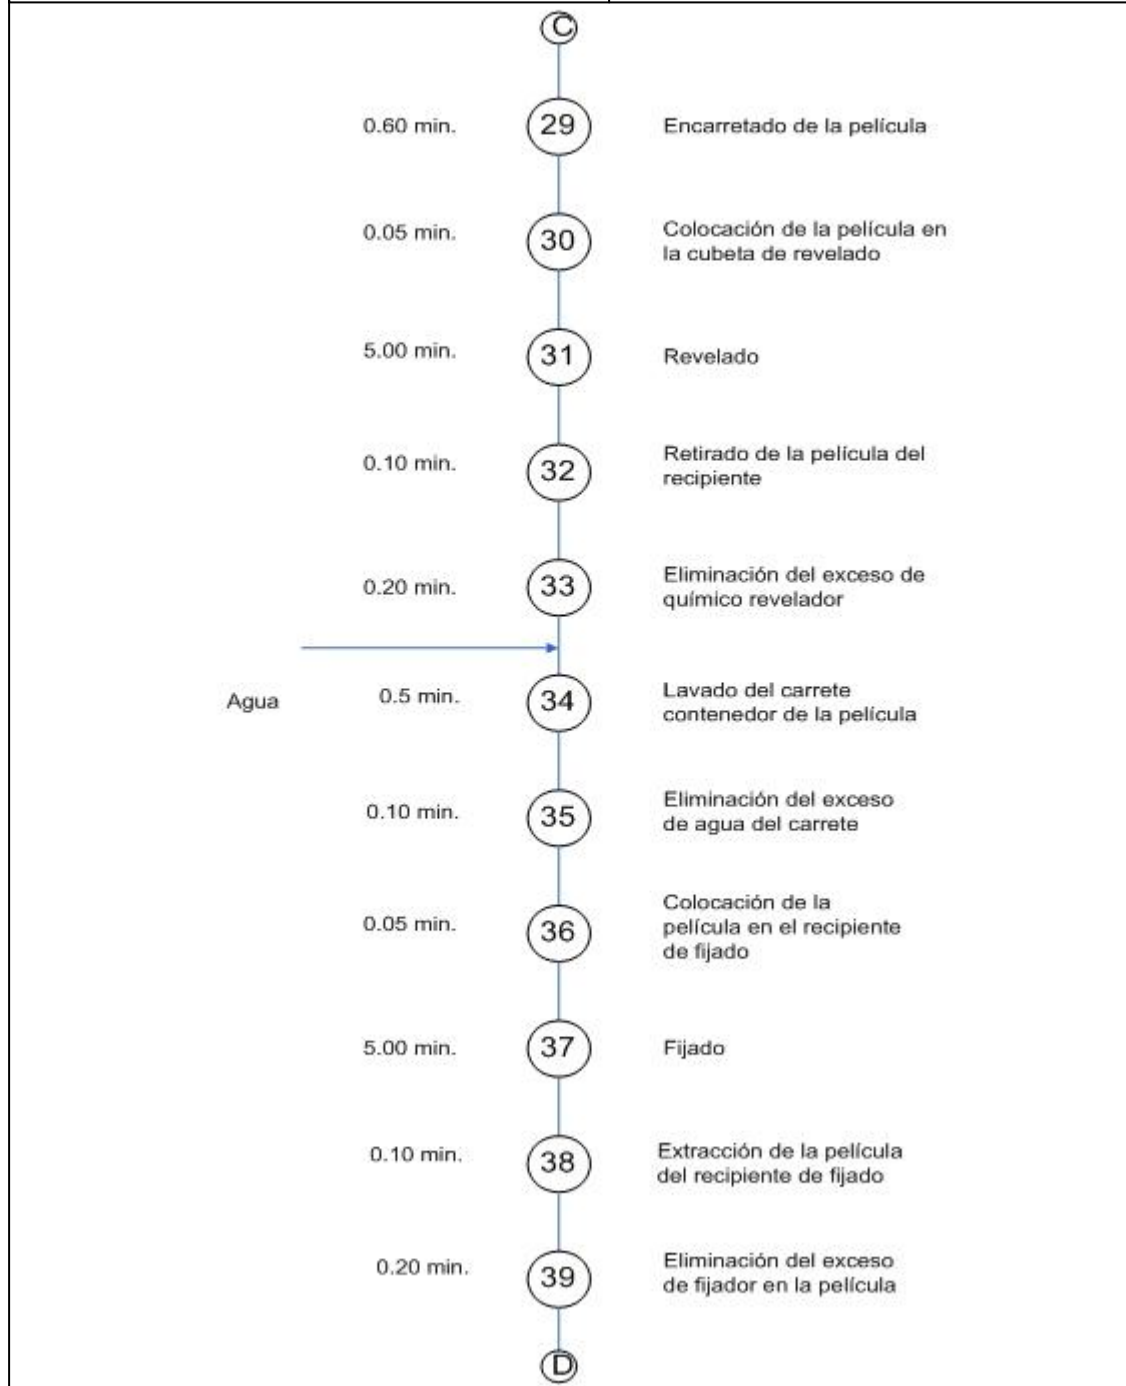 C
0.60 min.
29
Encarretado de la película
0.05 min.
30
Colocación de la película en
la cubeta de revelado
5.00 min.
31
Revelado
0.10 min.
32
Retirado de la película del
recipiente
0.20 min.
33
Eliminación del exceso de
químico revelador
Agua
0.5 min.
34
Lavado del carrete
contenedor de la película
0.10 min.
35
Eliminación del exceso
de agua del carrete
0.05 min.
36
Colocación de la
película en el recipiente
de fijado
5.00 min.
37
Fijado
0.10 min.
38
Extracción de la película
del recipiente de fijado
0.20 min.
39
Eliminación del exceso
de fijador en la película
D